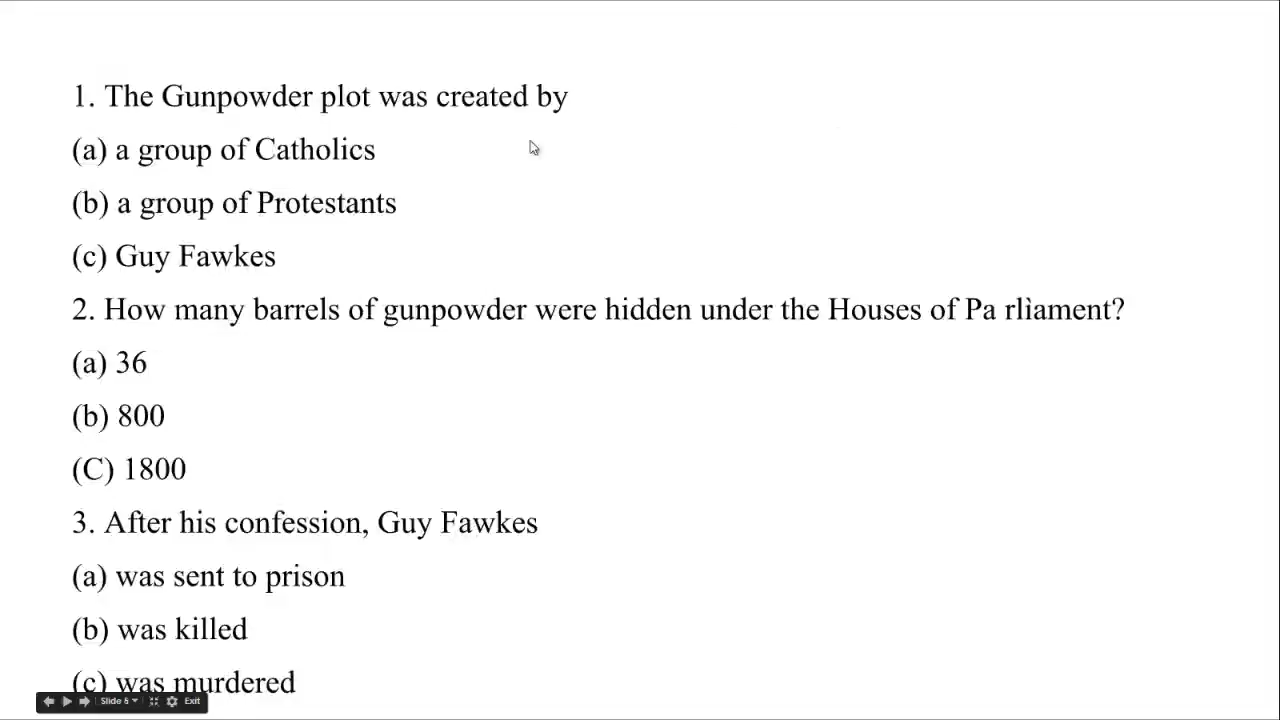 1. The Gunpowder plot was created by
(a) a group of Catholics
(b) a group of Protestants
(c) Guy Fawkes
2. How many barrels of gunpowder were hidden under the Houses of Pa rlìament?
(a) 36
(b) 800
(C) 1800
3. After his confession, Guy Fawkes
(a) was sent to prison
(b) was killed
(c) was murdered
Slide 6 Exit